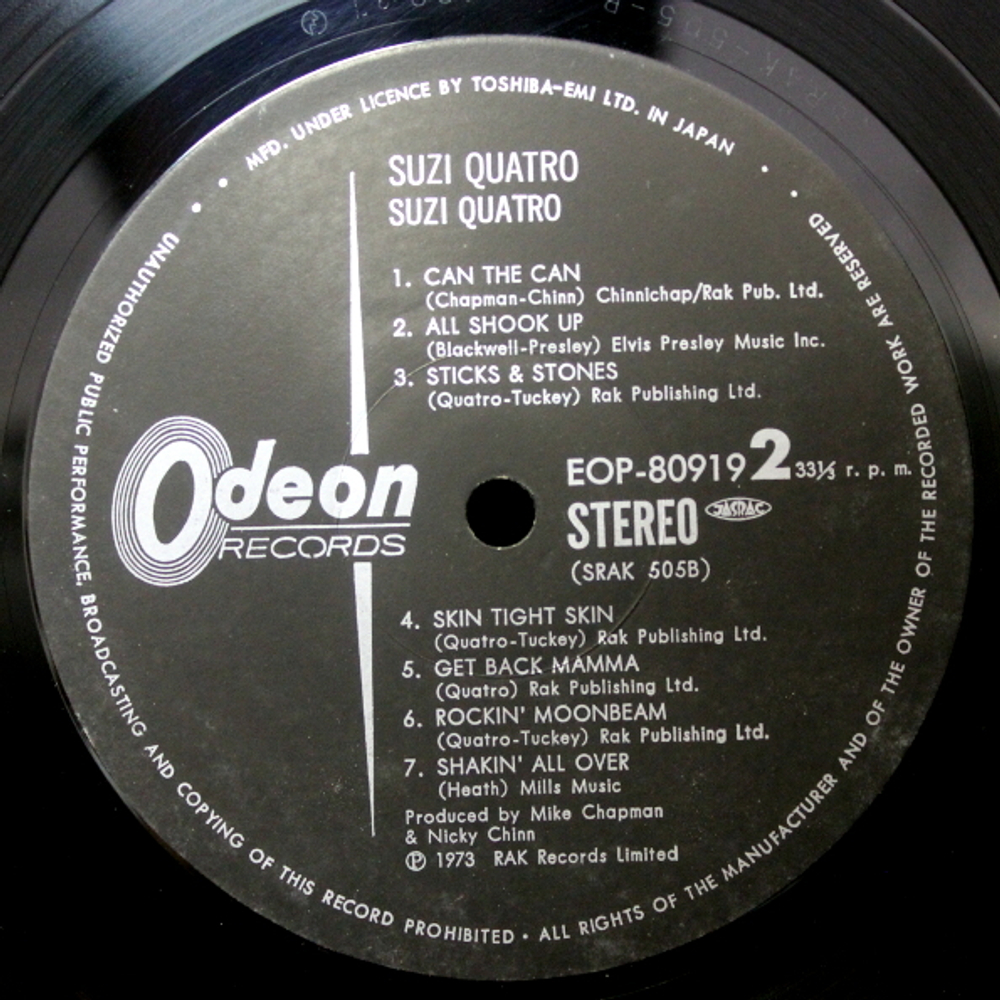 MFD. UNDER LICENCE BY TOSHIBA-EMI LTD. IN JAPAN
SUZI QUATRO
SUZI QUATRO
1. CAN THE CAN
(Chapman-Chinn) Chinnichap/Rak Pub. Ltd.
2. ALL SHOOK UP
(Blackwell-Presley) Elvis Presley Music Inc.
3. STICKS & STONES
(Quatro-Tuckey) Rak Publishing Ltd.
Odeon
RECORDS
EOP-80919 2 33⅓ r. p. m.
STEREO JASRAC
(SRAK 505B)
4. SKIN TIGHT SKIN
(Quatro-Tuckey) Rak Publishing Ltd.
5. GET BACK MAMMA
(Quatro) Rak Publishing Ltd.
6. ROCKIN' MOONBEAM
(Quatro-Tuckey) Rak Publishing Ltd.
7. SHAKIN' ALL OVER
(Heath) Mills Music
Produced by Mike Chapman
& Nicky Chinn
℗ 1973 RAK Records Limited
UNAUTHORIZED PUBLIC PERFORMANCE, BROADCASTING AND COPYING OF THIS RECORD PROHIBITED · ALL RIGHTS OF THE MANUFACTURER AND OF THE OWNER OF THE RECORDED WORK ARE RESERVED